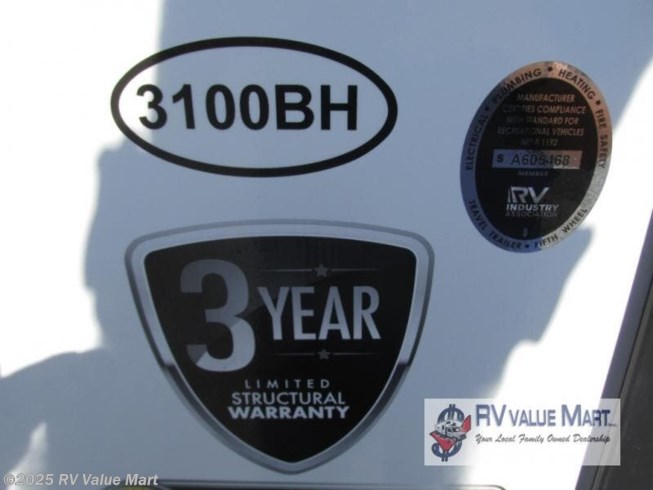 3100BH
ELECTRICAL • PLUMBING • HEATING • FIRE SAFETY
MANUFACTURER
CERTIFIES COMPLIANCE
WITH STANDARD FOR
RECREATIONAL VEHICLES
1192
S A605468
MEMBER
RV
INDUSTRY
ASSOCIATION
TRAVEL TRAILER • FIFTH WHEEL
3 YEAR
LIMITED
STRUCTURAL
WARRANTY
RV VALUE MART
Your Local Family Owned Dealership
©2025 RV Value Mart